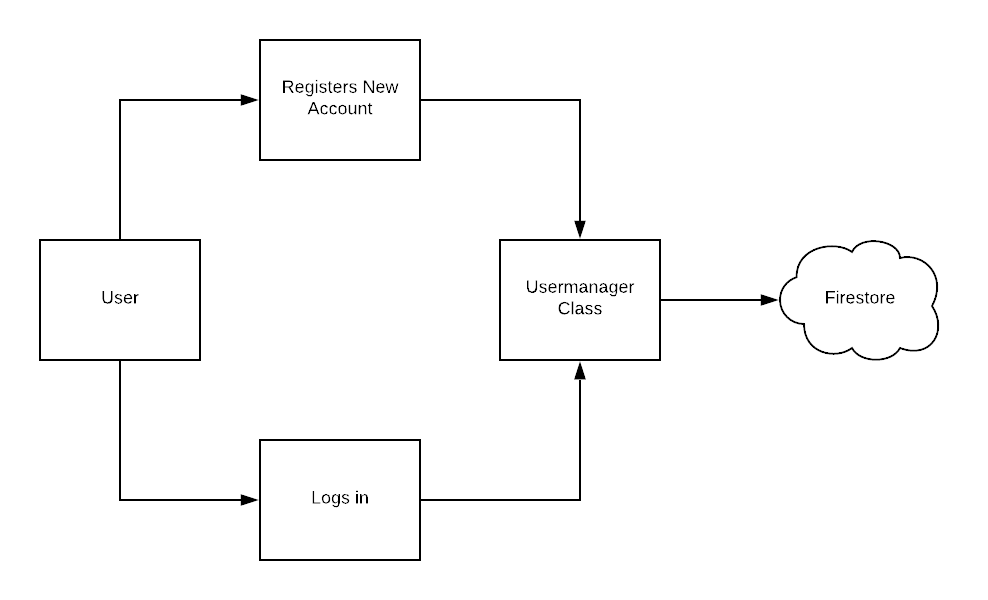 Registers New
Account
User
Usermanager
Class
Firestore
Logs in